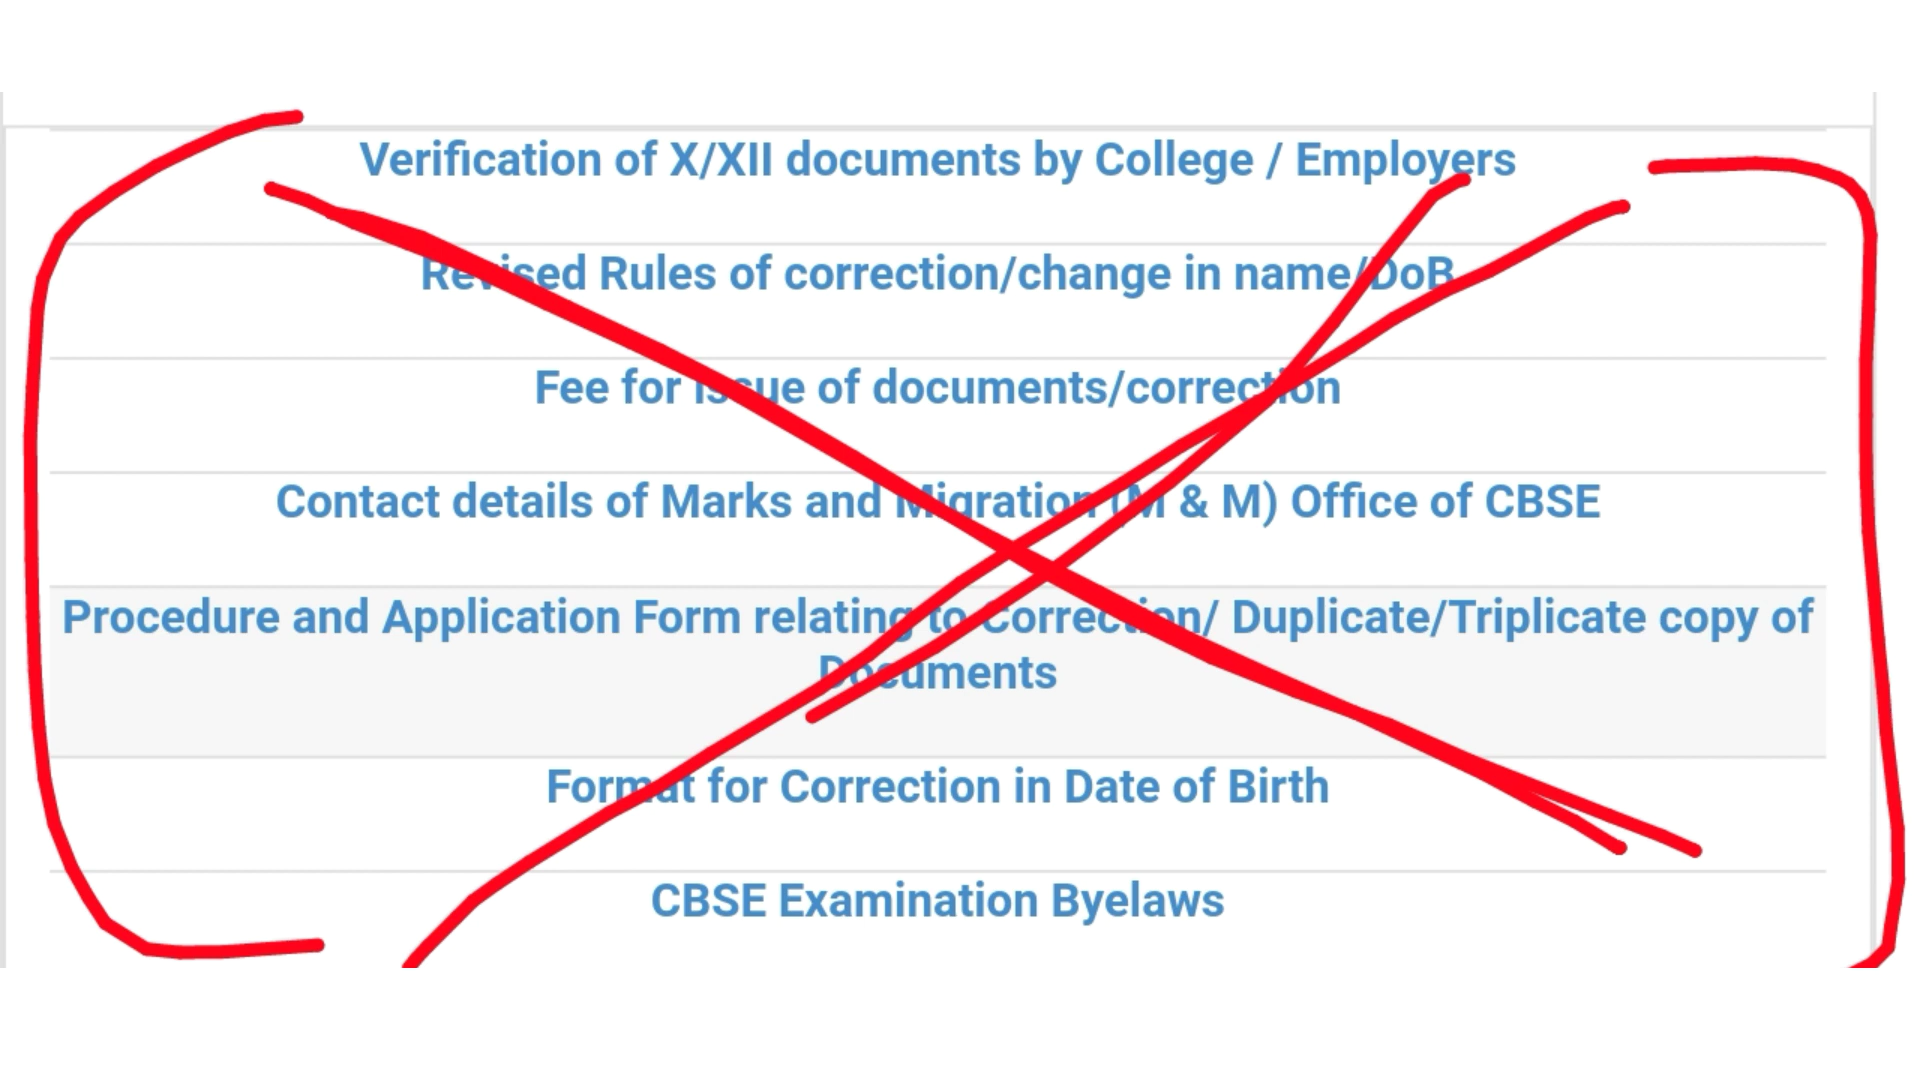 Verification of X/XII documents by College / Employers
Revised Rules of correction/change in name/DoB
Fee for issue of documents/correction
Contact details of Marks and Migration (M & M) Office of CBSE
Procedure and Application Form relating to Correction/ Duplicate/Triplicate copy of
Documents
Format for Correction in Date of Birth
CBSE Examination Byelaws